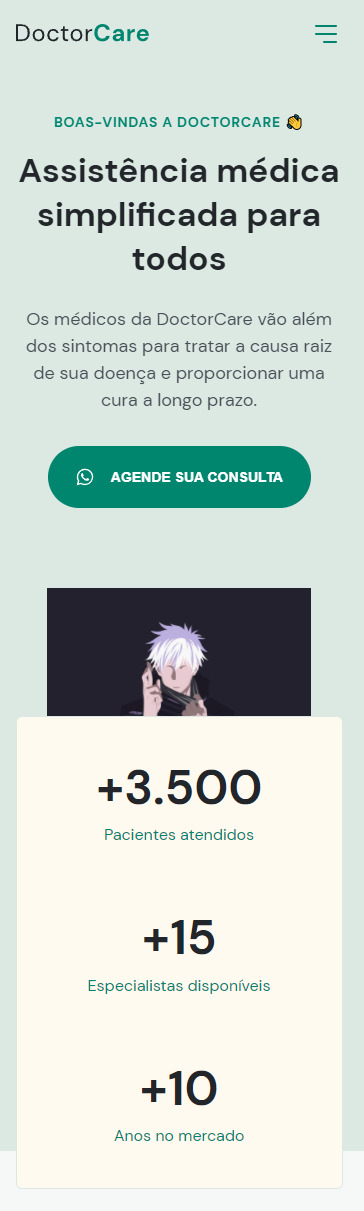 DoctorCare
BOAS-VINDAS A DOCTORCARE 👋
Assistência médica
simplificada para
todos
Os médicos da DoctorCare vão além
dos sintomas para tratar a causa raiz
de sua doença e proporcionar uma
cura a longo prazo.
AGENDE SUA CONSULTA
+3.500
Pacientes atendidos
+15
Especialistas disponíveis
+10
Anos no mercado